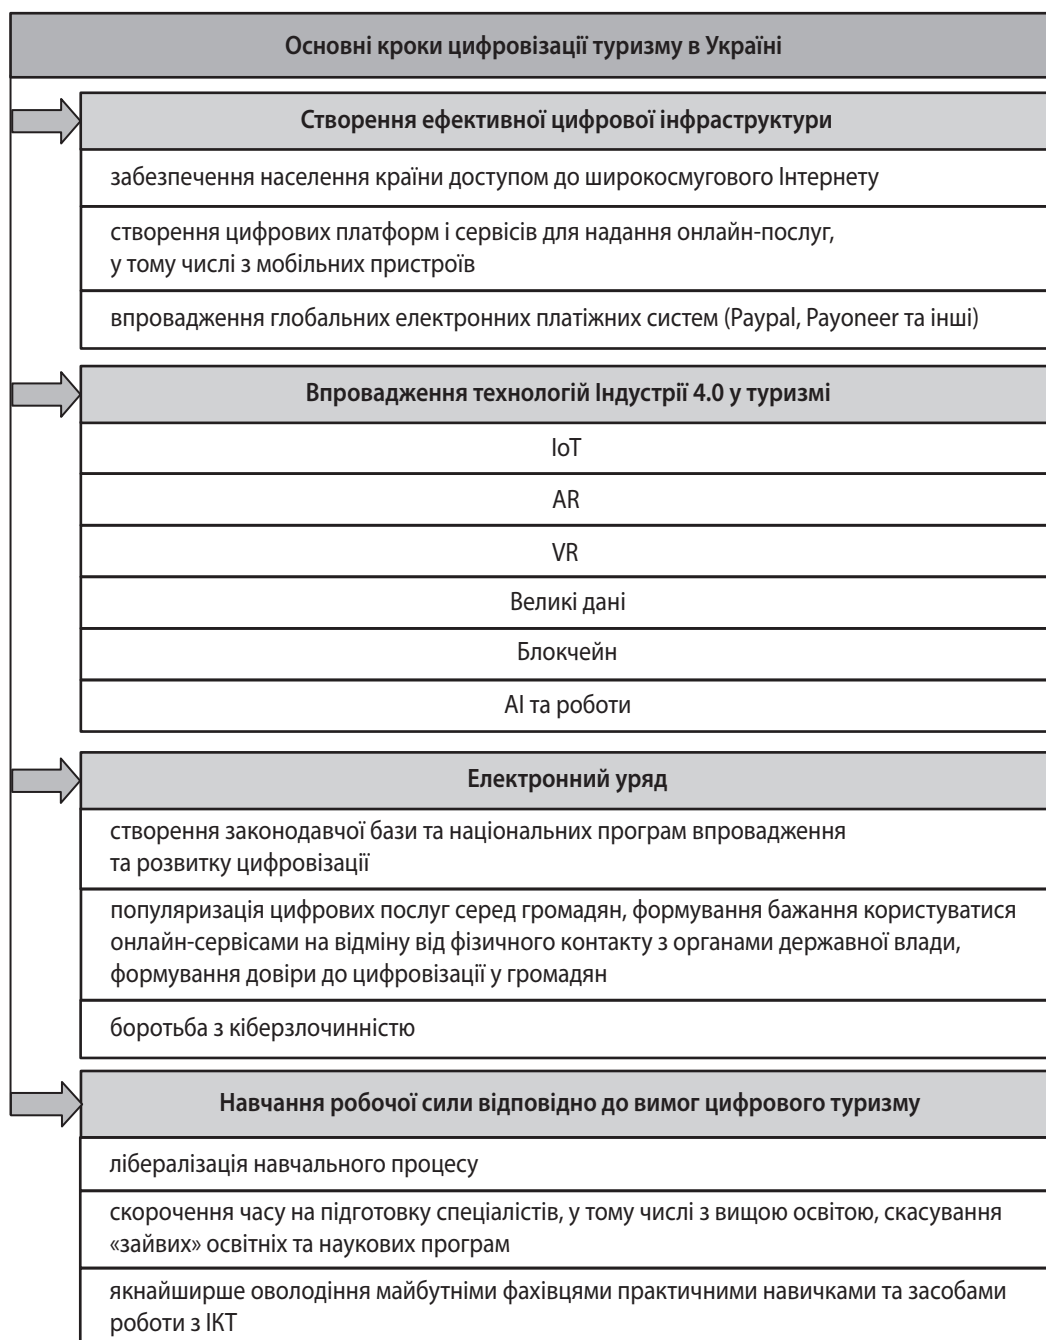 Основні кроки цифровізації туризму в Україні
Створення ефективної цифрової інфраструктури
забезпечення населення країни доступом до широкосмугового Інтернету
створення цифрових платформ і сервісів для надання онлайн-послуг,
у тому числі з мобільних пристроїв
впровадження глобальних електронних платіжних систем (Paypal, Payoneer та інші)
Впровадження технологій Індустрії 4.0 у туризмі
IoT
AR
VR
Великі дані
Блокчейн
AI та роботи
Електронний уряд
створення законодавчої бази та національних програм впровадження
та розвитку цифровізації
популяризація цифрових послуг серед громадян, формування бажання користуватися
онлайн-сервісами на відміну від фізичного контакту з органами державної влади,
формування довіри до цифровізації у громадян
боротьба з кіберзлочинністю
Навчання робочої сили відповідно до вимог цифрового туризму
лібералізація навчального процесу
скорочення часу на підготовку спеціалістів, у тому числі з вищою освітою, скасування
«зайвих» освітніх та наукових програм
якнайширше оволодіння майбутніми фахівцями практичними навичками та засобами
роботи з ІКТ